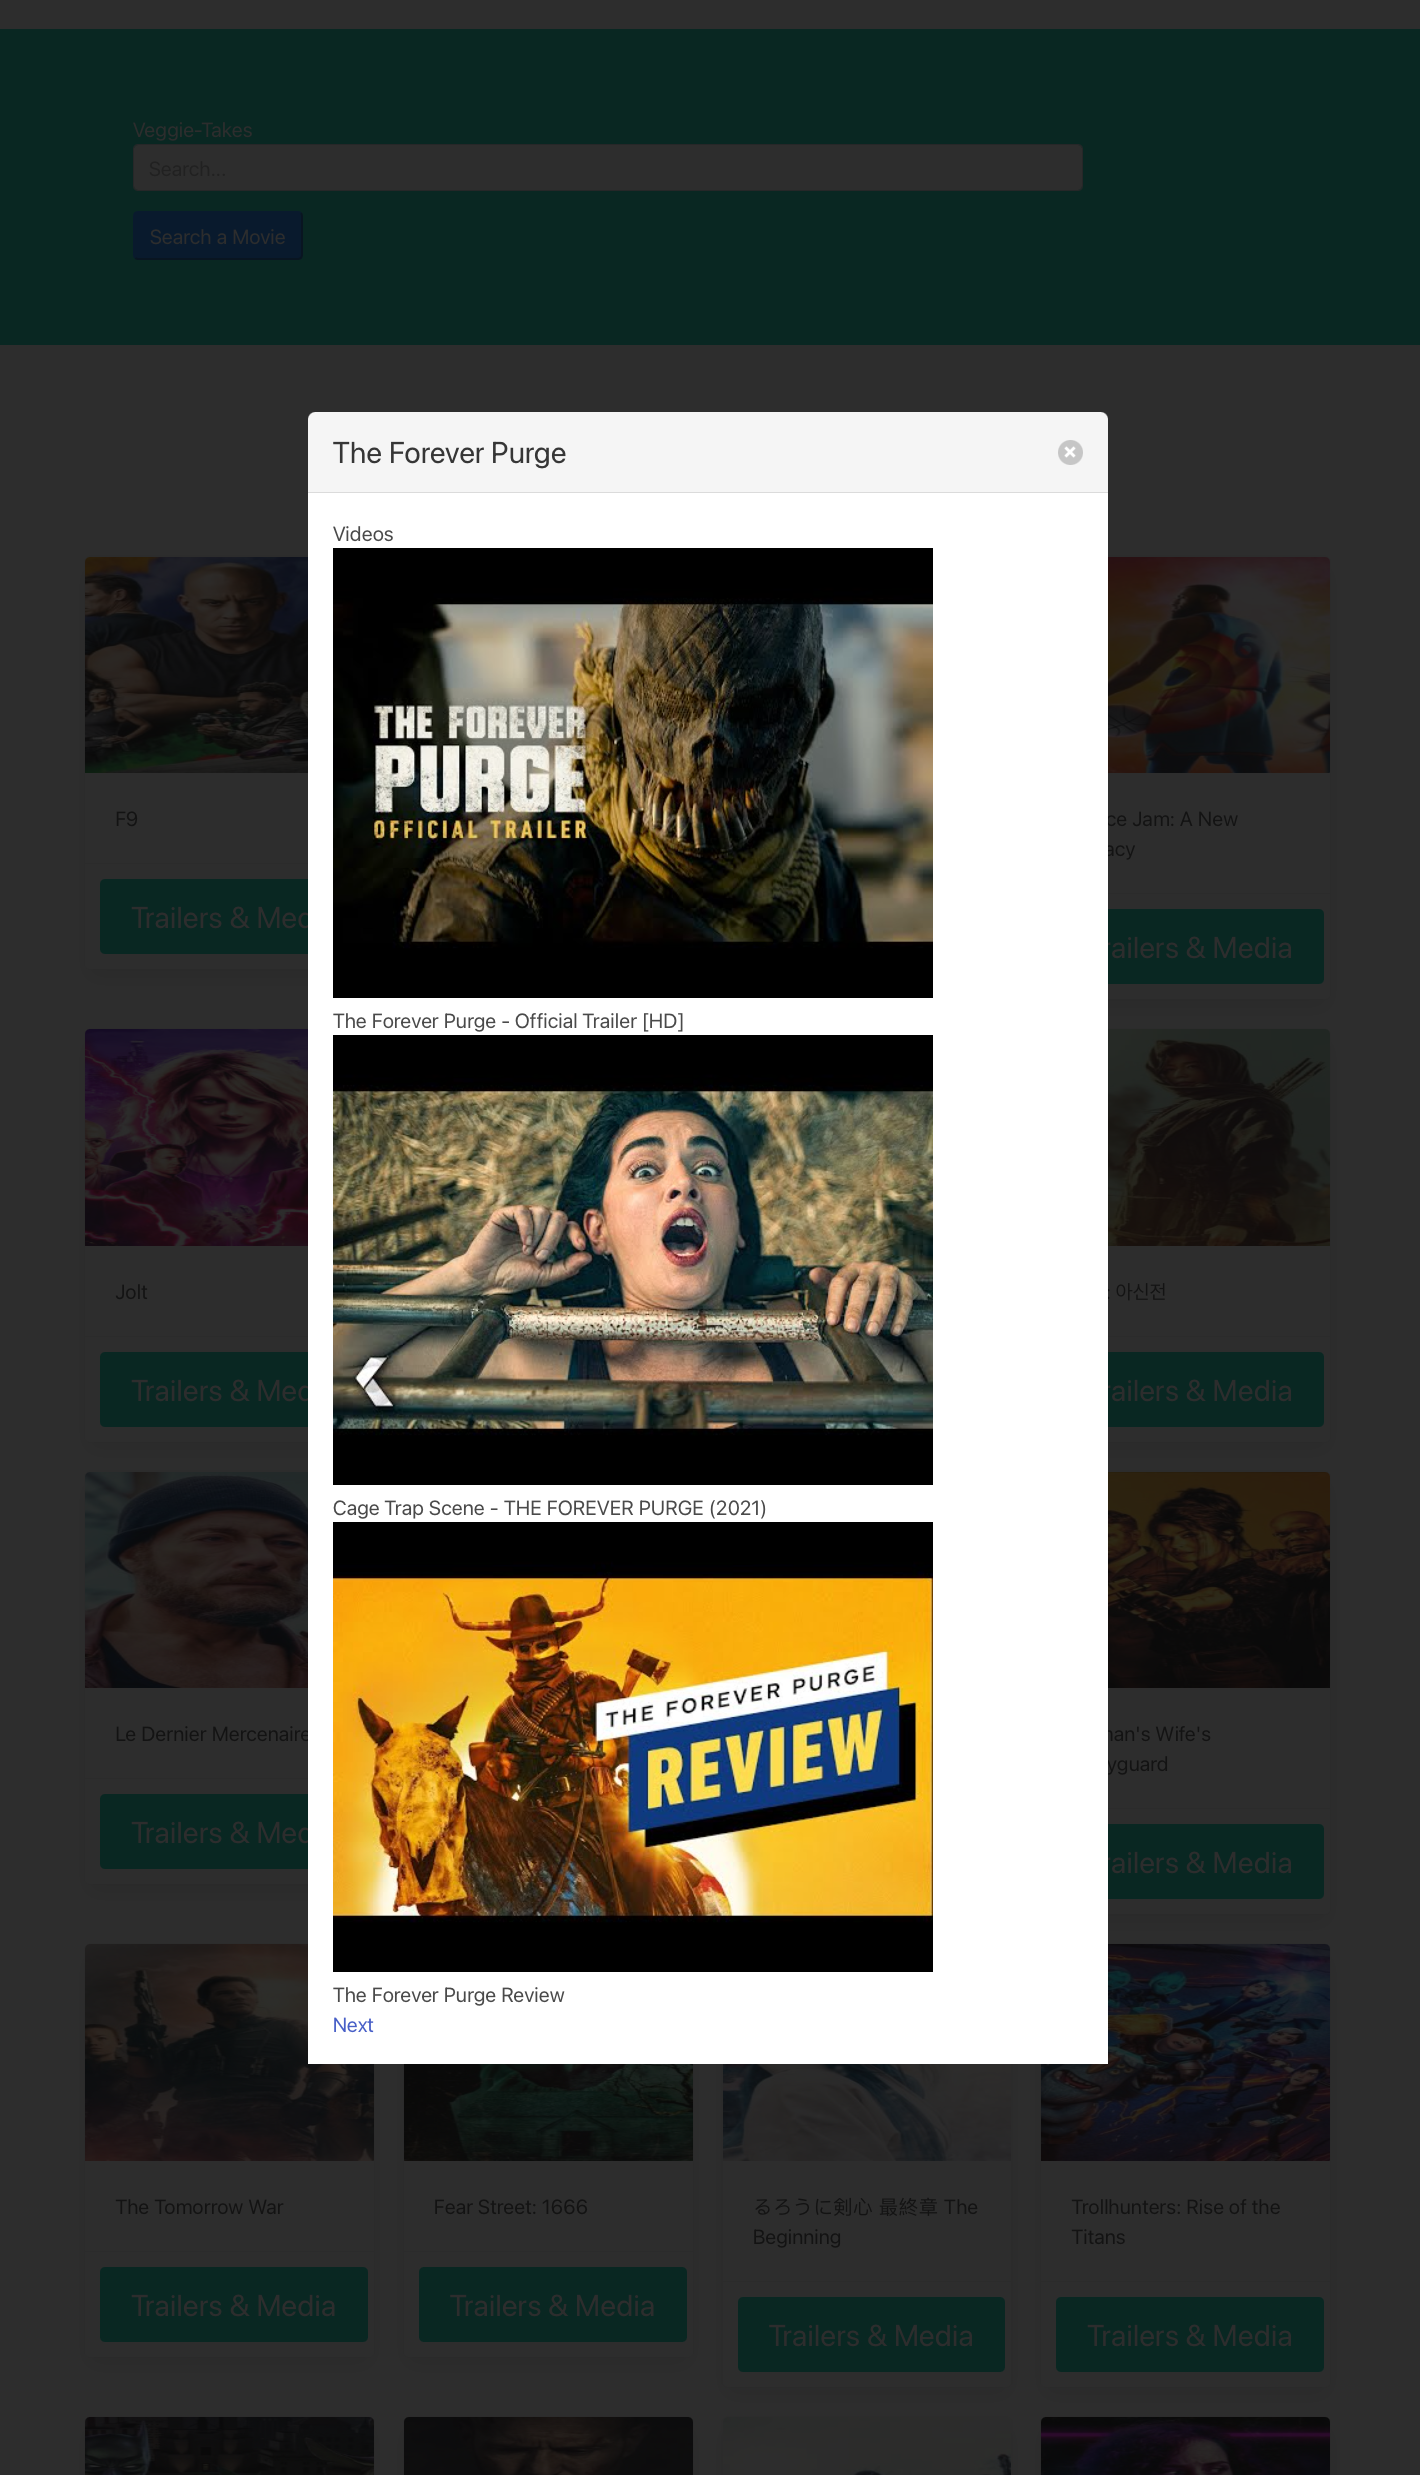 Veggie-Takes
Search...
Search a Movie
The Forever Purge
Videos
THE FOREVER
PURGE
OFFICIAL TRAILER
The Forever Purge - Official Trailer [HD]
Cage Trap Scene - THE FOREVER PURGE (2021)
THE FOREVER PURGE
REVIEW
The Forever Purge Review
Next
F9
Trailers & Med
ce Jam: A New
acy
ailers & Media
Jolt
Trailers & Med
: 아신전
ailers & Media
Le Dernier Mercenaire
Trailers & Med
man's Wife's
yguard
ailers & Media
The Tomorrow War
Trailers & Media
Fear Street: 1666
Trailers & Media
るろうに剣心 最終章 The
Beginning
Trailers & Media
Trollhunters: Rise of the
Titans
Trailers & Media